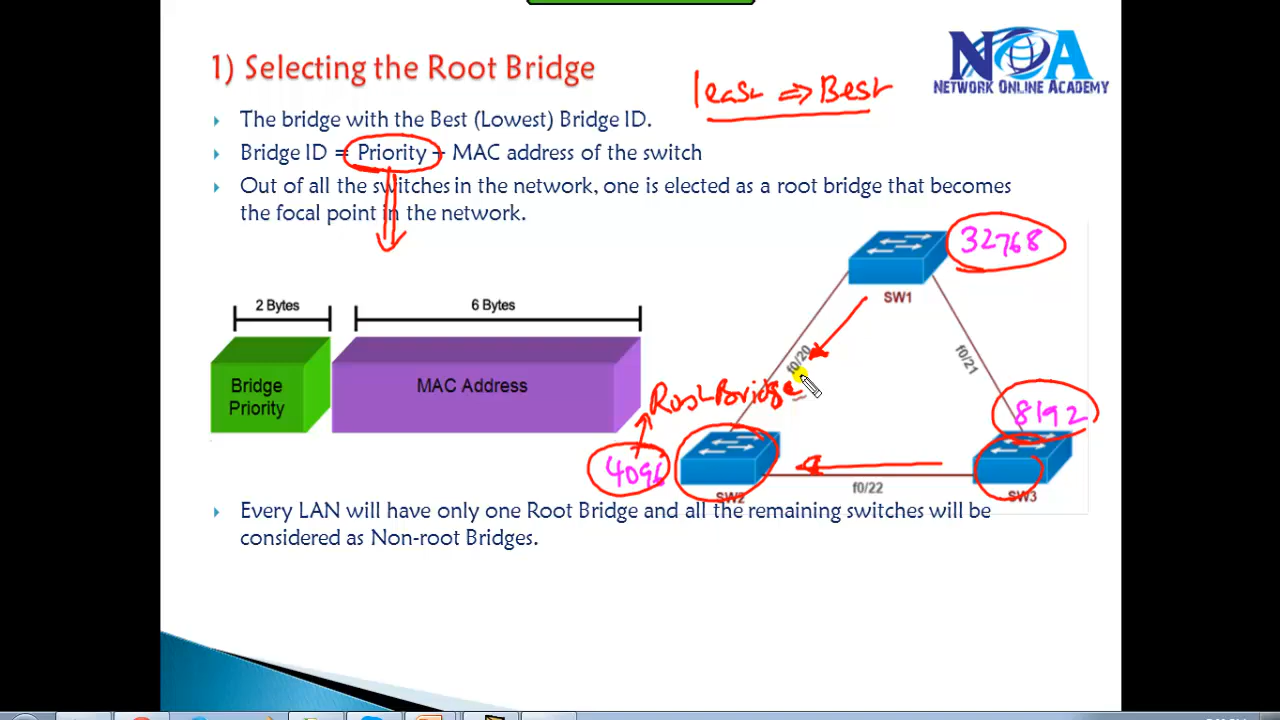 1) Selecting the Root Bridge
least => Best
NOA
NETWORK ONLINE ACADEMY
The bridge with the Best (Lowest) Bridge ID.
Bridge ID = Priority + MAC address of the switch
Out of all the switches in the network, one is elected as a root bridge that becomes
the focal point in the network.
32768
SW1
2 Bytes
6 Bytes
Bridge
Priority
MAC Address
f0/20
f0/21
Root Bridge
8192
4096
SW2
f0/22
SW3
Every LAN will have only one Root Bridge and all the remaining switches will be
considered as Non-root Bridges.